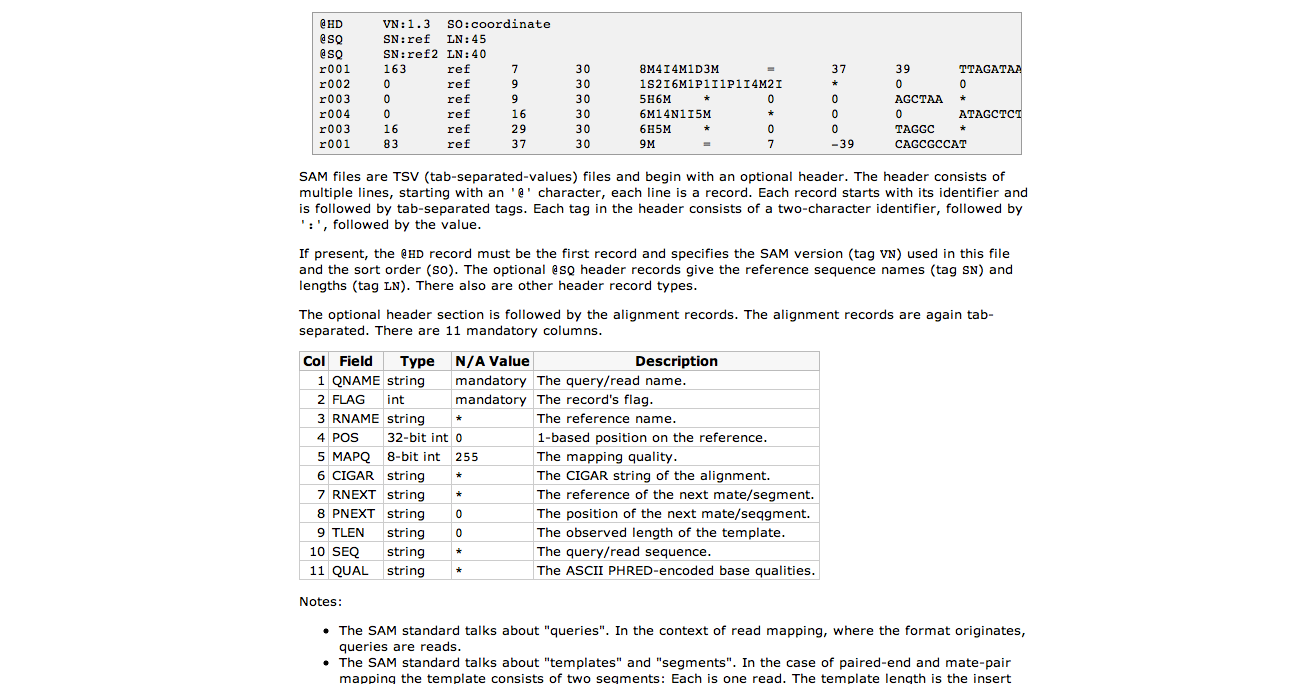 @HD VN:1.3 SO:coordinate
@SQ SN:ref LN:45
@SQ SN:ref2 LN:40
r001 163 ref 7 30 8M4I4M1D3M = 37 39 TTAGATAA
r002 0 ref 9 30 1S2I6M1P1I1P1I4M2I * 0 0
r003 0 ref 9 30 5H6M * 0 0 AGCTAA *
r004 0 ref 16 30 6M14N1I5M * 0 0 ATAGCTCT
r003 16 ref 29 30 6H5M * 0 0 TAGGC *
r001 83 ref 37 30 9M = 7 -39 CAGCGCCAT
SAM files are TSV (tab-separated-values) files and begin with an optional header. The header consists of
multiple lines, starting with an '@' character, each line is a record. Each record starts with its identifier and
is followed by tab-separated tags. Each tag in the header consists of a two-character identifier, followed by
':', followed by the value.
If present, the @HD record must be the first record and specifies the SAM version (tag VN) used in this file
and the sort order (SO). The optional @SQ header records give the reference sequence names (tag SN) and
lengths (tag LN). There also are other header record types.
The optional header section is followed by the alignment records. The alignment records are again tab-
separated. There are 11 mandatory columns.
Col Field Type N/A Value Description
1 QNAME string mandatory The query/read name.
2 FLAG int mandatory The record's flag.
3 RNAME string * The reference name.
4 POS 32-bit int 0 1-based position on the reference.
5 MAPQ 8-bit int 255 The mapping quality.
6 CIGAR string * The CIGAR string of the alignment.
7 RNEXT string * The reference of the next mate/segment.
8 PNEXT string 0 The position of the next mate/seqgment.
9 TLEN string 0 The observed length of the template.
10 SEQ string * The query/read sequence.
11 QUAL string * The ASCII PHRED-encoded base qualities.
Notes:
• The SAM standard talks about "queries". In the context of read mapping, where the format originates,
queries are reads.
• The SAM standard talks about "templates" and "segments". In the case of paired-end and mate-pair
mapping the template consists of two segments: Each is one read. The template length is the insert